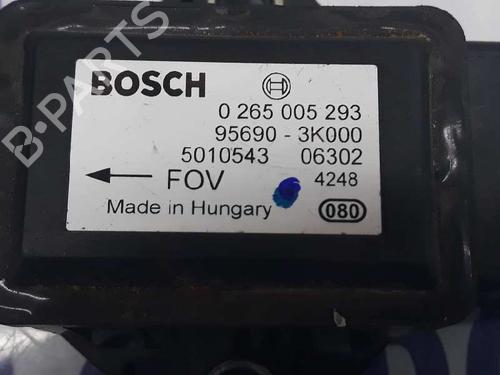 BOSCH
0 265 005 293
95690 - 3K000
5010543 06302
FOV 4248
Made in Hungary 080
B-PARTS